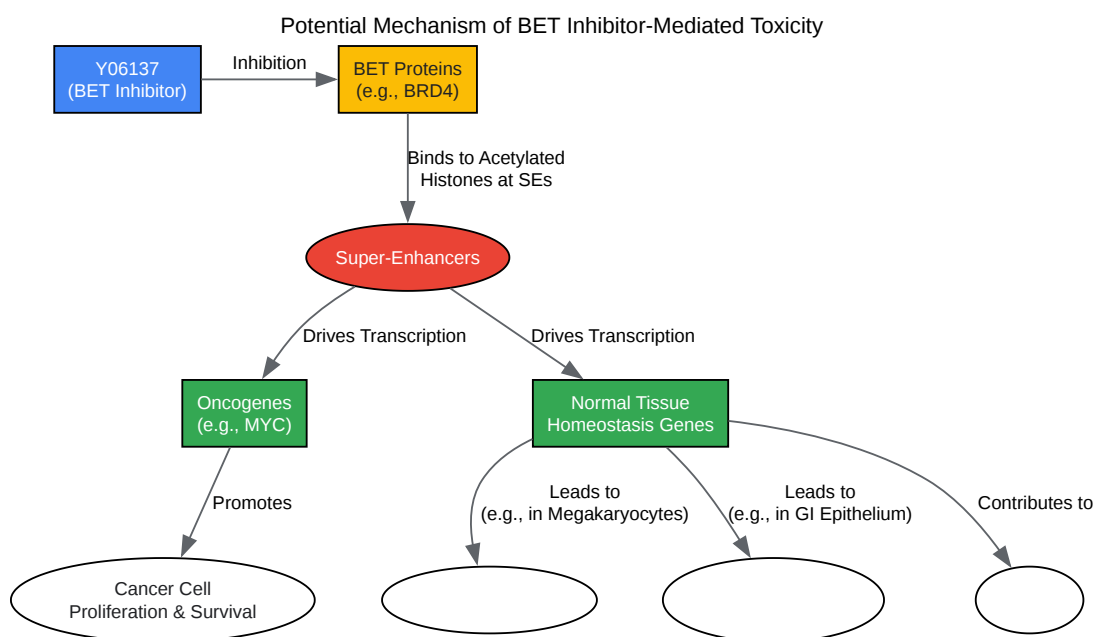 Potential Mechanism of BET Inhibitor-Mediated Toxicity
Y06137
(BET Inhibitor)
Inhibition
BET Proteins
(e.g., BRD4)
Binds to Acetylated
Histones at SEs
Super-Enhancers
Drives Transcription
Drives Transcription
Oncogenes
(e.g., MYC)
Normal Tissue
Homeostasis Genes
Promotes
Leads to
(e.g., in Megakaryocytes)
Leads to
(e.g., in GI Epithelium)
Contributes to
Cancer Cell
Proliferation & Survival